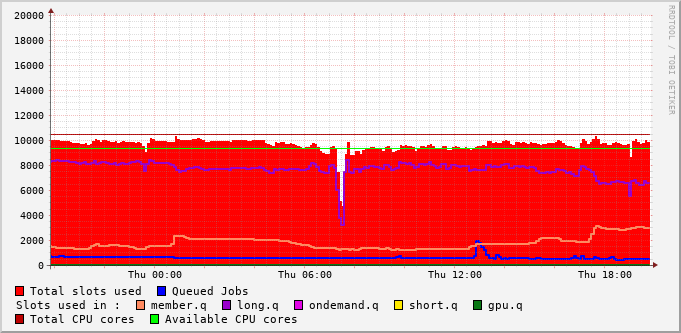 20000
18000
16000
14000
12000
10000
8000
6000
4000
2000
0
Thu 00:00 Thu 06:00 Thu 12:00 Thu 18:00
RRDTOOL / TOBI OETIKER
Total slots used Queued Jobs
Slots used in : member.q long.q ondemand.q short.q gpu.q
Total CPU cores Available CPU cores